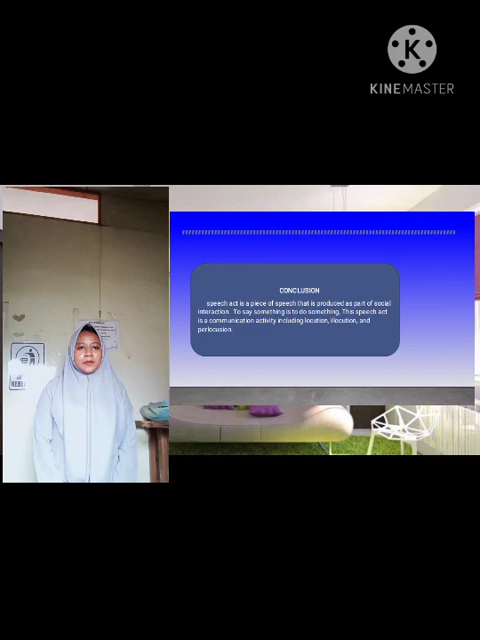 K
KINEMASTER
CONCLUSION
speech act is a piece of speech that is produced as part of social
interaction. To say something is to do something. This speech act
is a communication activity including locution, illocution, and
perlocusion.